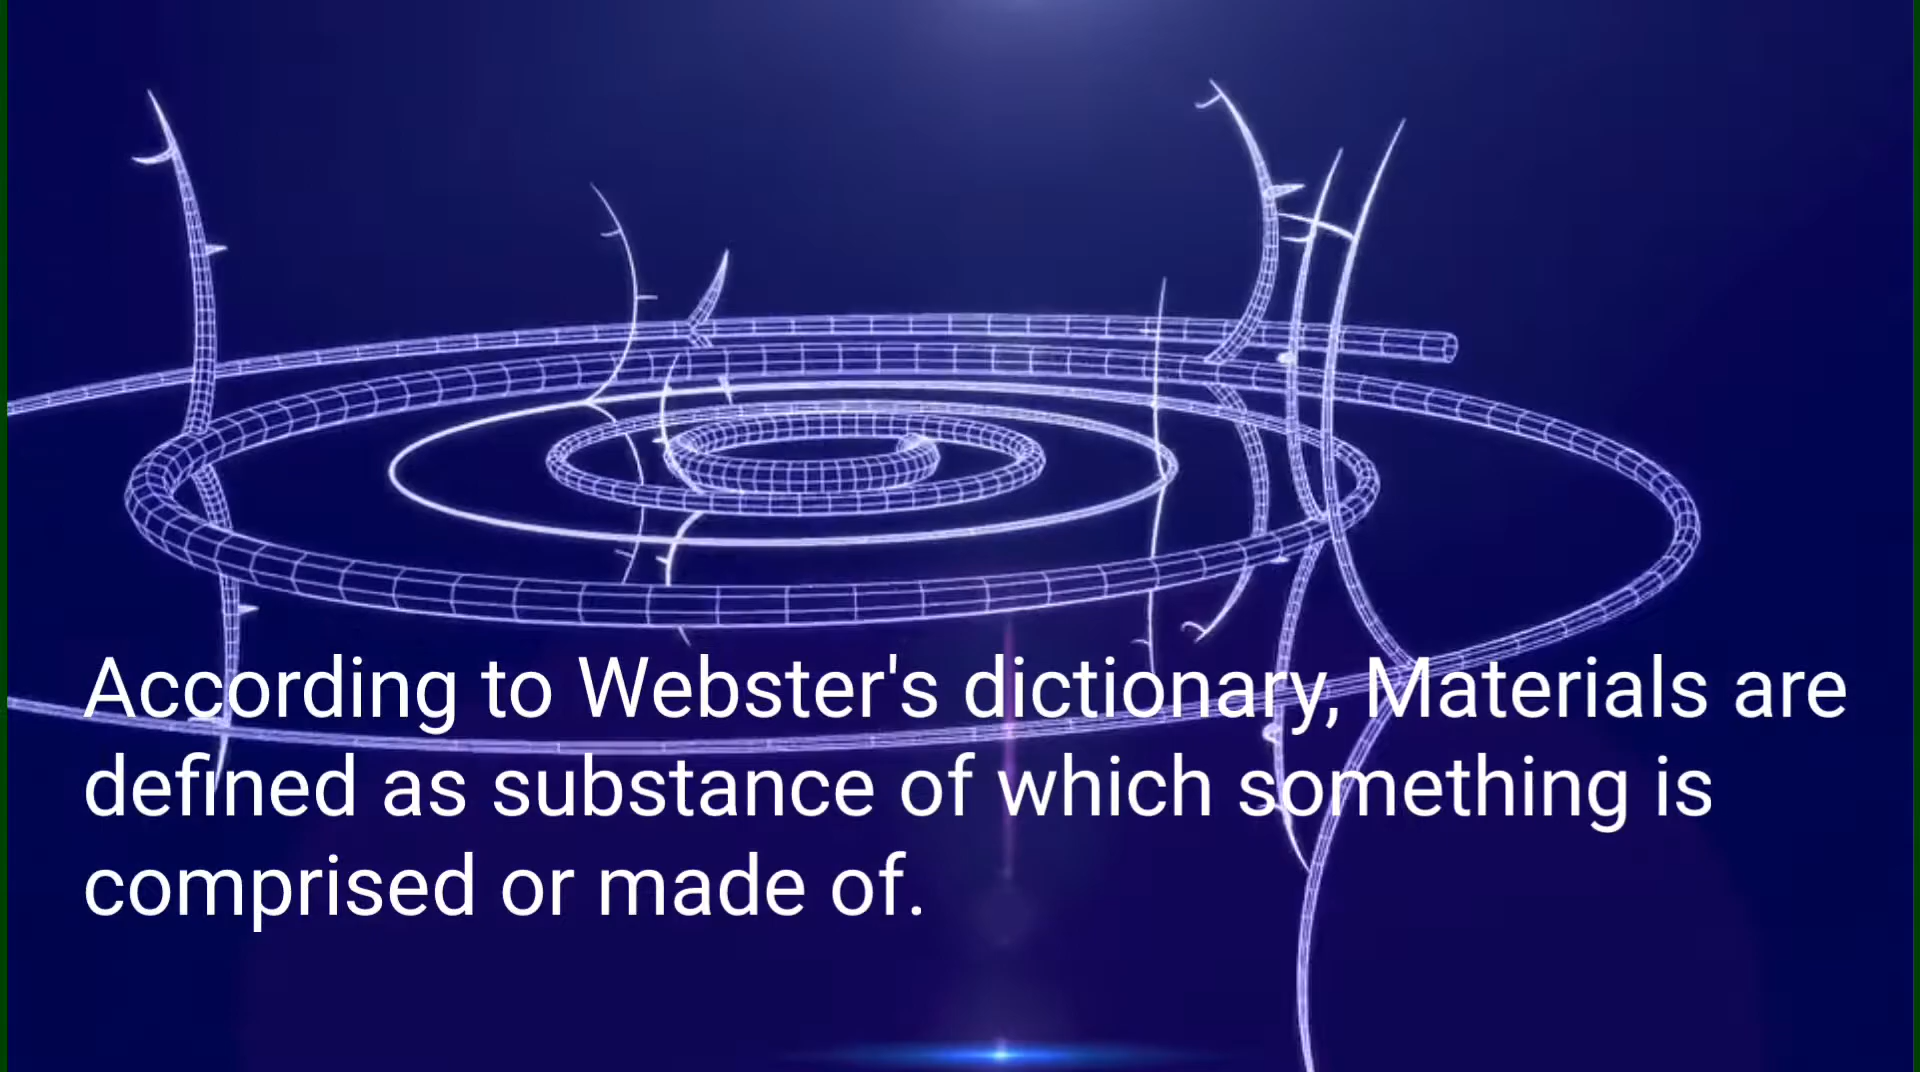 According to Webster's dictionary, Materials are
defined as substance of which something is
comprised or made of.